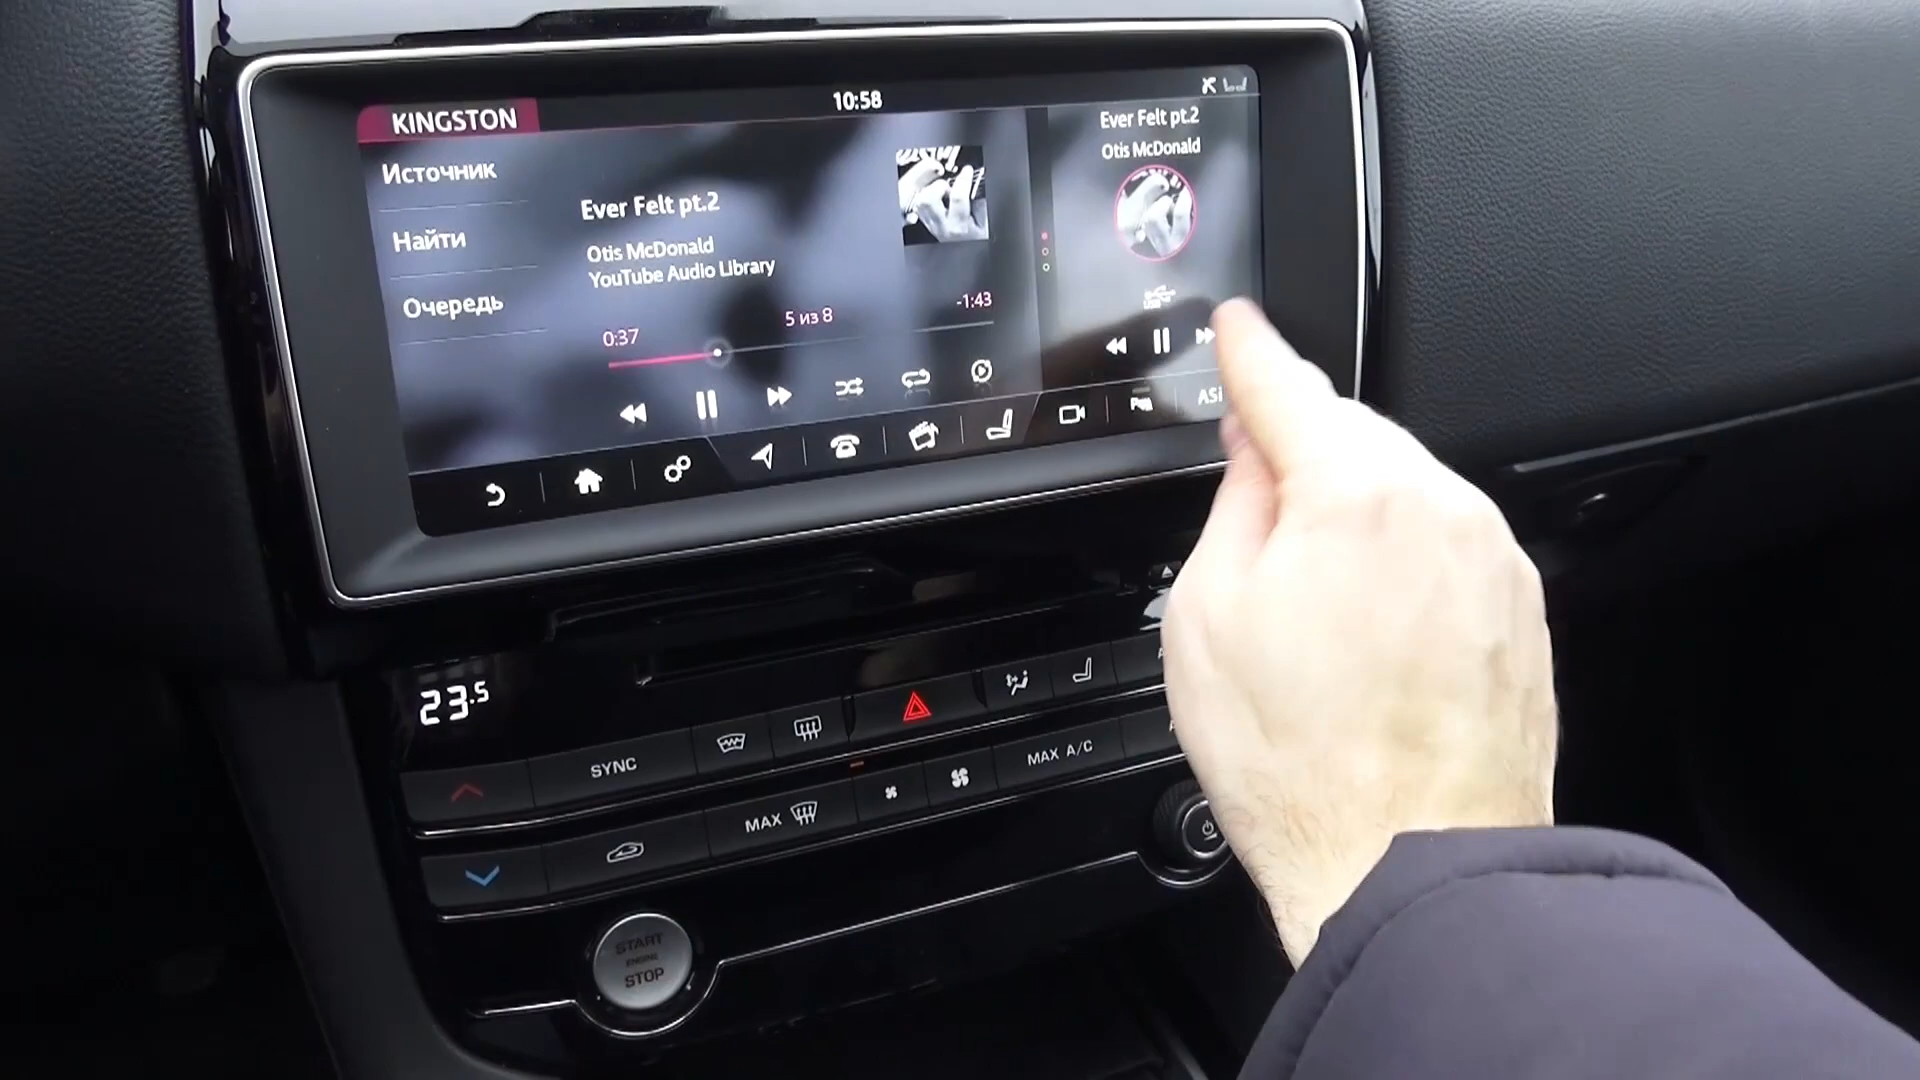 KINGSTON
10:58
Источник
Найти
Очередь
Ever Felt pt.2
Otis McDonald
YouTube Audio Library
0:37
5 из 8
-1:43
Ever Felt pt.2
Otis McDonald
USB
ASi
23.5
SYNC
MAX
MAX A/C
START
ENGINE
STOP